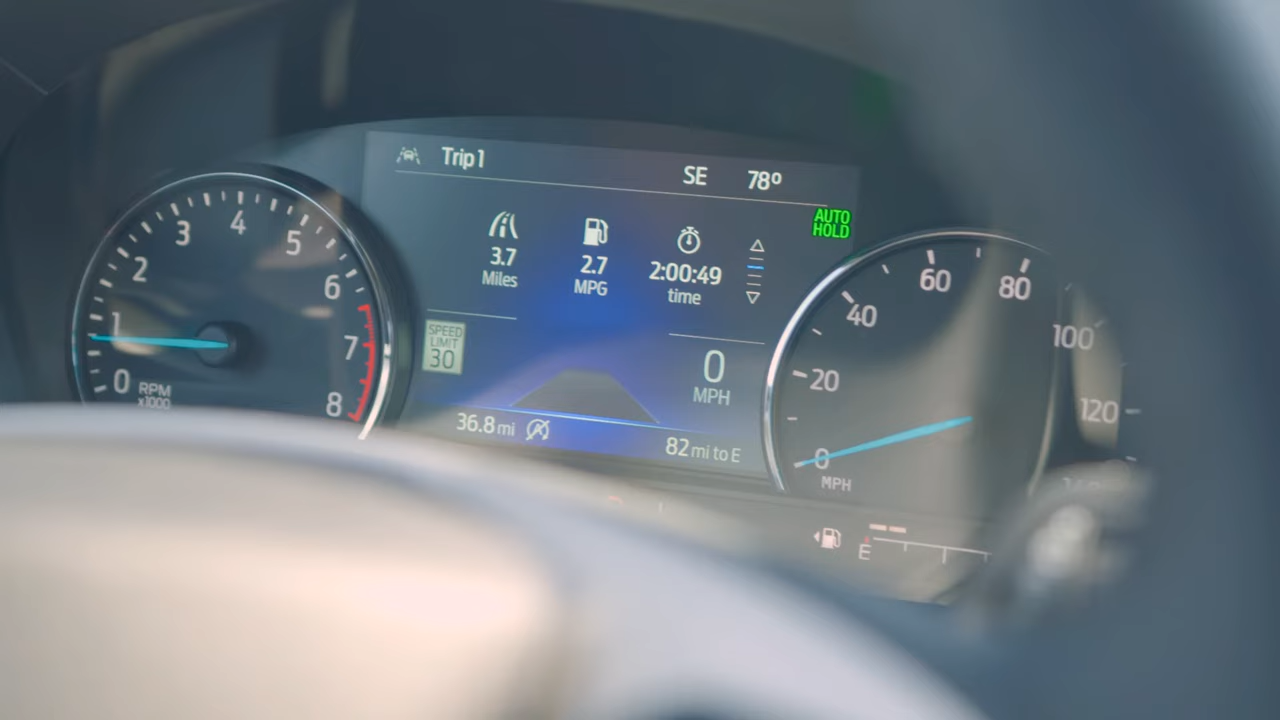 Trip 1
SE 78º
AUTO
HOLD
3.7
Miles
2.7
MPG
2:00:49
time
SPEED
LIMIT
30
0
MPH
36.8 mi
82 mi to E
0
1
2
3
4
5
6
7
8
RPM
x1000
0
20
40
60
80
100
120
MPH
E